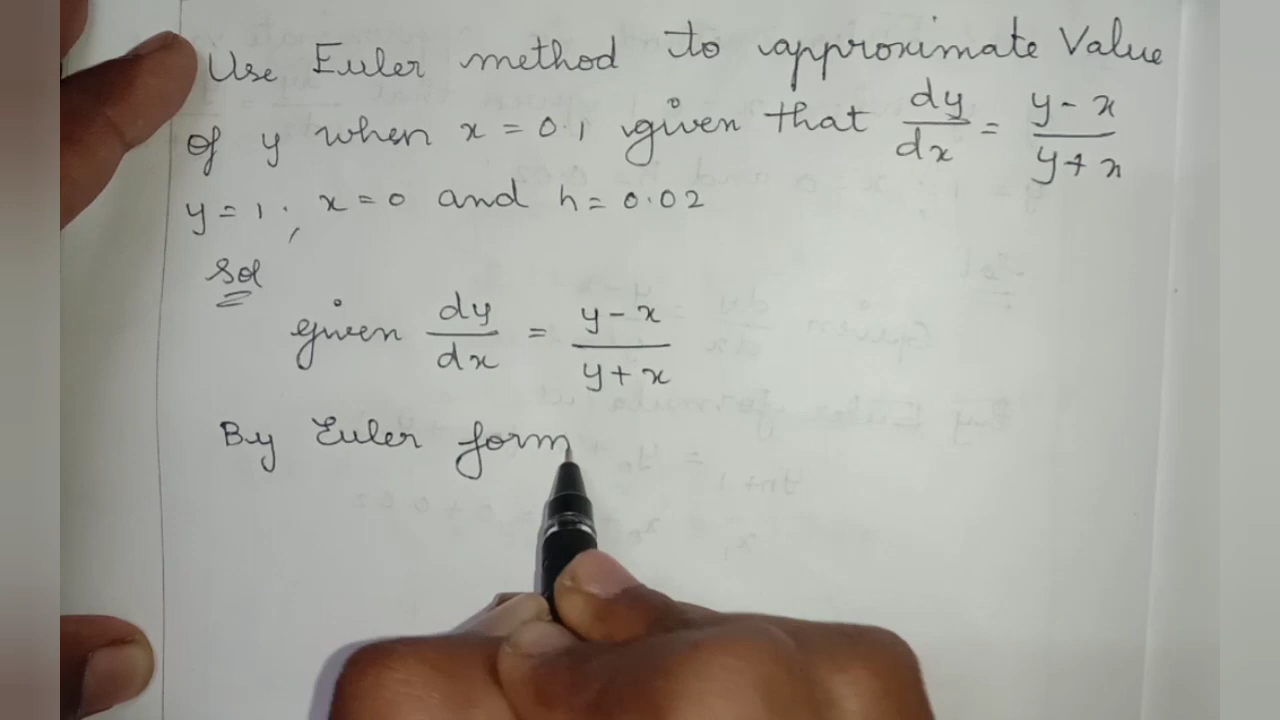 Use Euler method to approximate Value
of y when x = 0.1 given that dy/dx = y - x / y + x
y = 1 , x = 0 and h = 0.02
Sol
given dy/dx = y - x / y + x
By Euler form